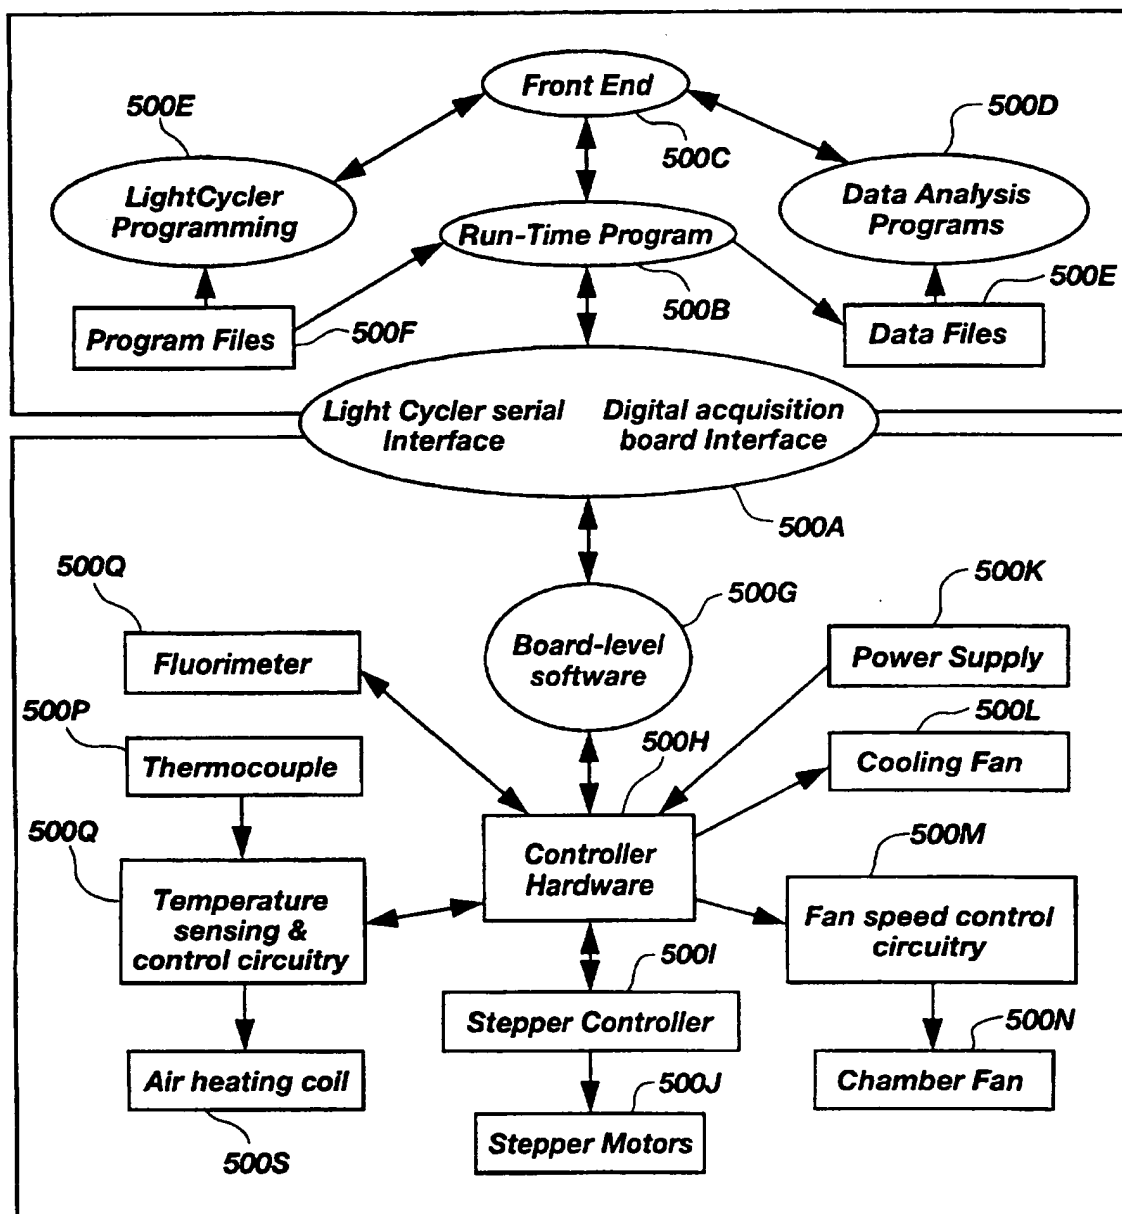 Front End
500E
500D
500C
LightCycler
Programming
Data Analysis
Programs
Run-Time Program
500E
500B
Program Files
500F
Data Files
Light Cycler serial
Interface
Digital acquisition
board Interface
500A
500Q
500G
500K
Fluorimeter
Board-level
software
Power Supply
500P
500L
500H
Thermocouple
Cooling Fan
500Q
500M
Controller
Hardware
Temperature
sensing &
control circuitry
Fan speed control
circuitry
500I
Stepper Controller
500N
Air heating coil
Chamber Fan
500J
Stepper Motors
500S